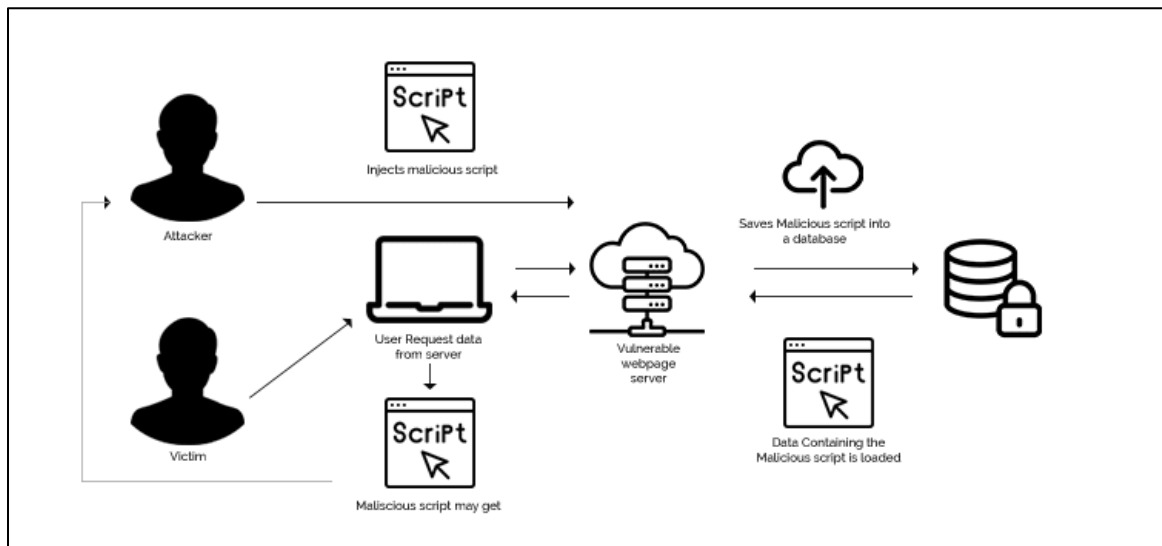 ScriPt
Injects malicious script
Attacker
Saves Malicious script into
a database
User Request data
from server
Vulnerable
webpage
server
ScriPt
Data Containing the
Malicious script is loaded
Victim
ScriPt
Maliscious script may get